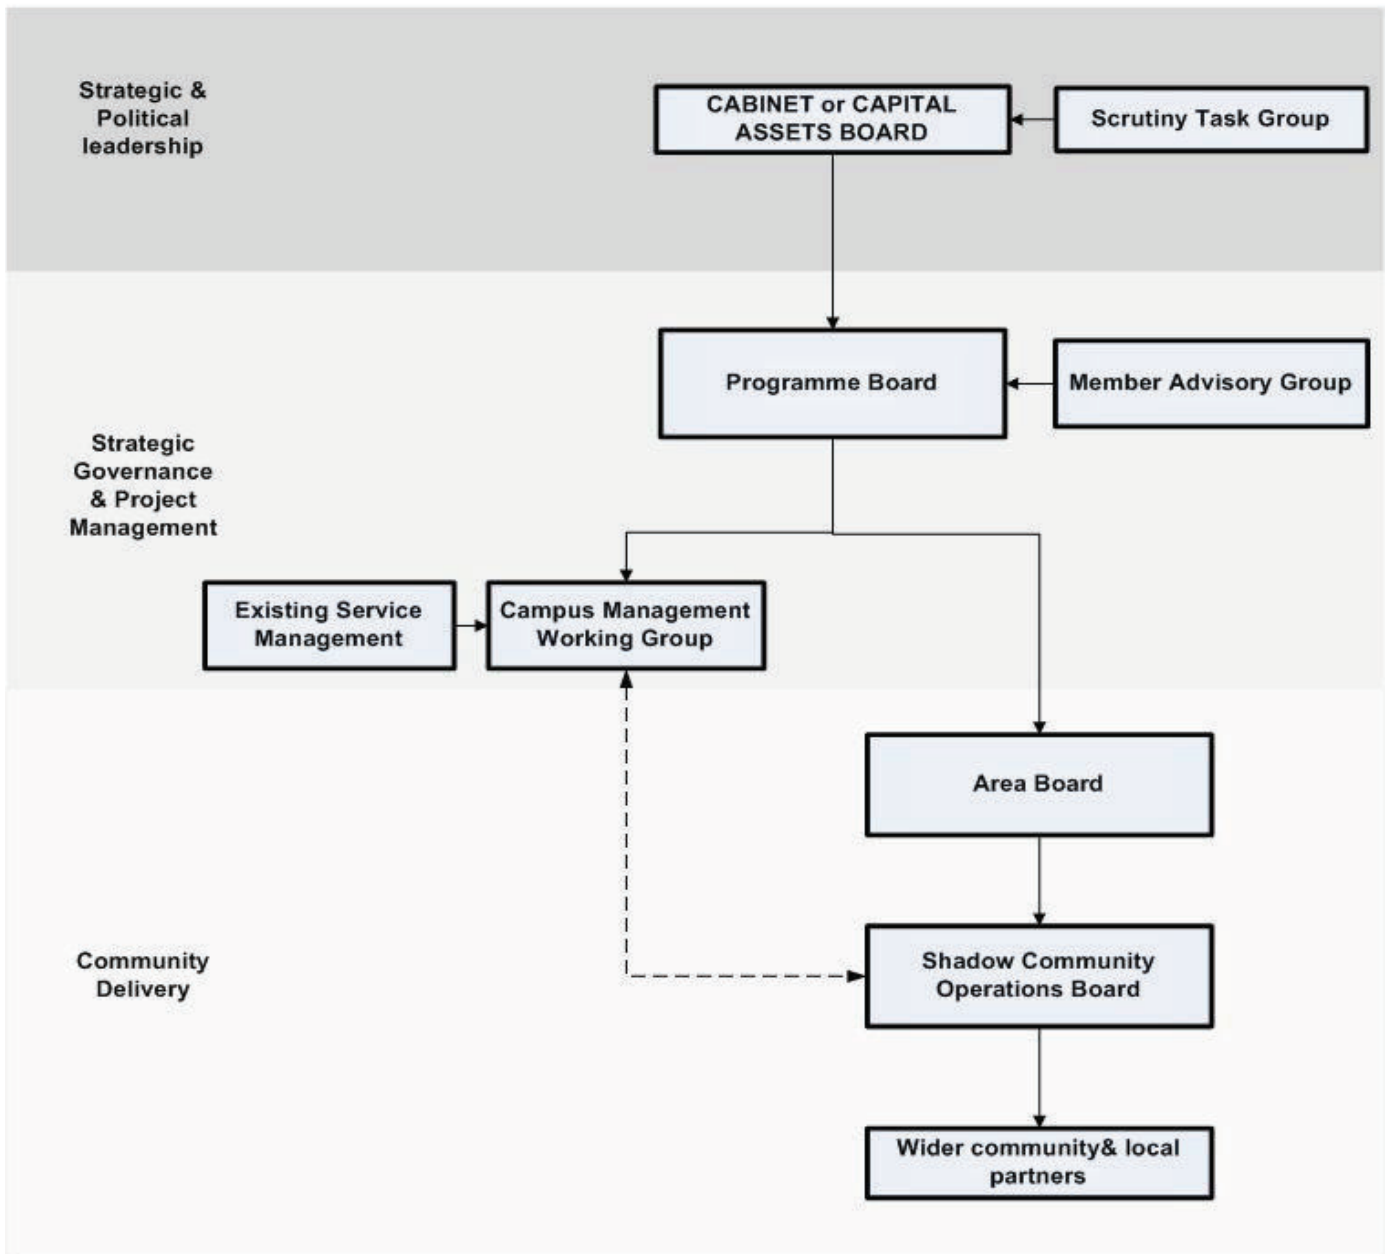 Strategic &
Political
leadership
CABINET or CAPITAL
ASSETS BOARD
Scrutiny Task Group
Programme Board
Member Advisory Group
Strategic
Governance
& Project
Management
Existing Service
Management
Campus Management
Working Group
Area Board
Community
Delivery
Shadow Community
Operations Board
Wider community& local
partners